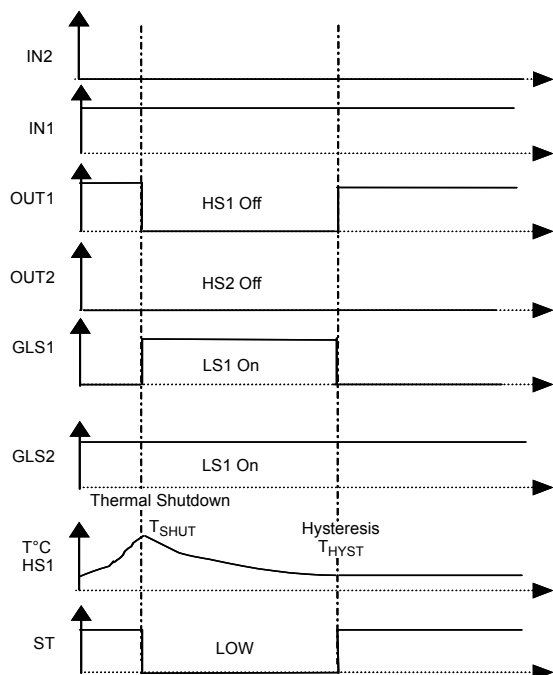 IN2
IN1
OUT1
HS1 Off
OUT2
HS2 Off
GLS1
LS1 On
GLS2
LS1 On
Thermal Shutdown
TSHUT
Hysteresis
THYST
T°C
HS1
ST
LOW